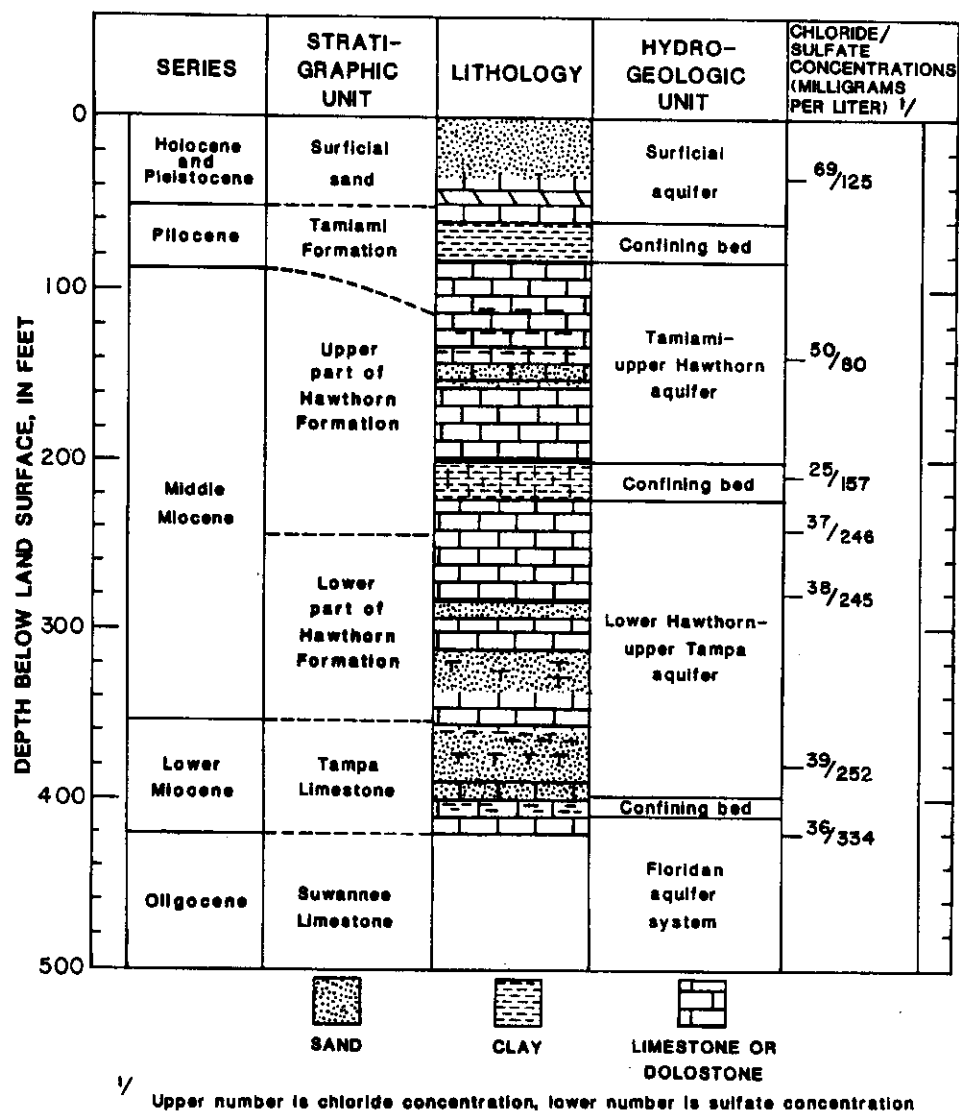 SERIES
STRATI-
GRAPHIC
UNIT
LITHOLOGY
HYDRO-
GEOLOGIC
UNIT
CHLORIDE/
SULFATE
CONCENTRATIONS
(MILLIGRAMS
PER LITER) 1/
DEPTH BELOW LAND SURFACE, IN FEET
0
100
200
300
400
500
Holocene
and
Pleistocene
Pliocene
Middle
Miocene
Lower
Miocene
Oligocene
Surficial
sand
Tamiami
Formation
Upper
part of
Hawthorn
Formation
Lower
part of
Hawthorn
Formation
Tampa
Limestone
Suwannee
Limestone
Surficial
aquifer
Confining bed
Tamiami-
upper Hawthorn
aquifer
Confining bed
Lower Hawthorn-
upper Tampa
aquifer
Confining bed
Floridan
aquifer
system
69/125
50/80
25/157
37/246
38/245
39/252
36/334
SAND
CLAY
LIMESTONE OR
DOLOSTONE
1/ Upper number is chloride concentration, lower number is sulfate concentration